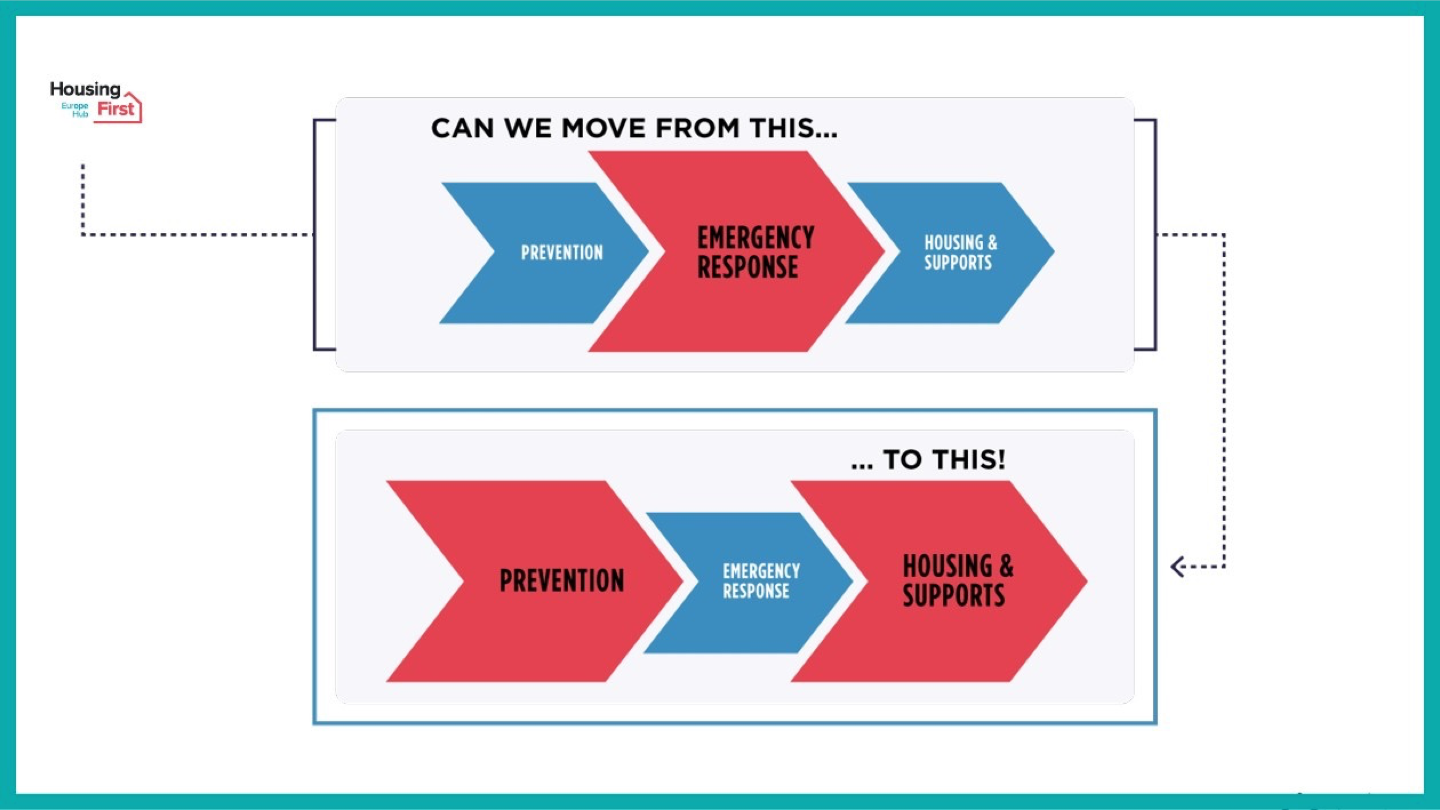 Housing
Europe
Hub
First
CAN WE MOVE FROM THIS...
PREVENTION
EMERGENCY
RESPONSE
HOUSING &
SUPPORTS
... TO THIS!
PREVENTION
EMERGENCY
RESPONSE
HOUSING &
SUPPORTS